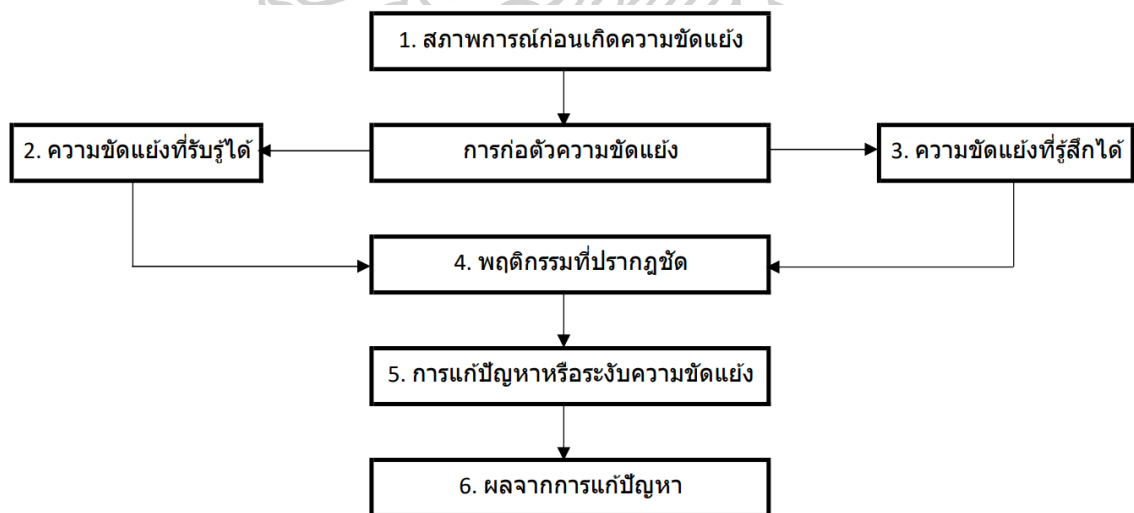 1. สภาพการณ์ก่อนเกิดความขัดแย้ง
2. ความขัดแย้งที่รับรู้ได้
การก่อตัวความขัดแย้ง
3. ความขัดแย้งที่รู้สึกได้
4. พฤติกรรมที่ปรากฎชัด
5. การแก้ปัญหาหรือระงับความขัดแย้ง
6. ผลจากการแก้ปัญหา